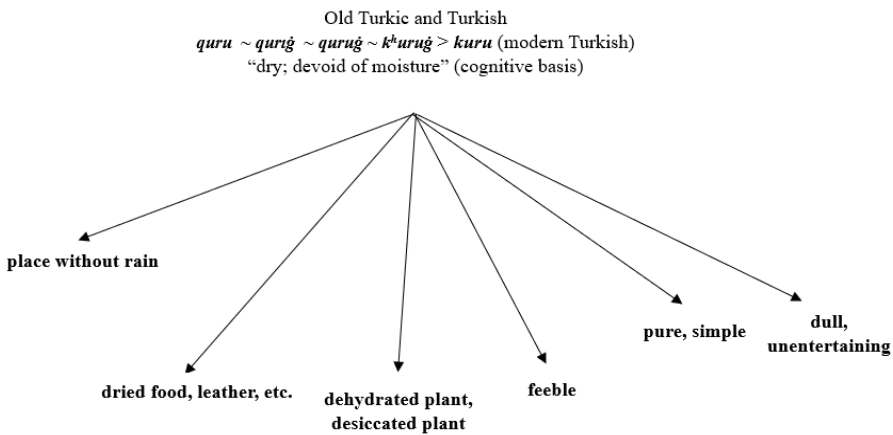 Old Turkic and Turkish
quru ~ qurıġ ~ quruġ ~ kʰuruġ > kuru (modern Turkish)
“dry; devoid of moisture” (cognitive basis)
place without rain
dried food, leather, etc.
dehydrated plant,
desiccated plant
feeble
pure, simple
dull,
unentertaining